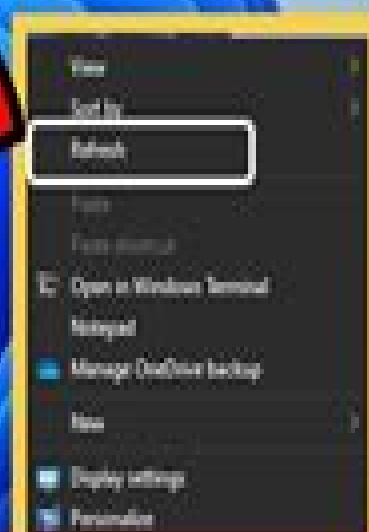 View
Sort by
Refresh
Paste
Paste shortcut
Open in Windows Terminal
Notepad
Manage OneDrive backup
New
Display settings
Personalize